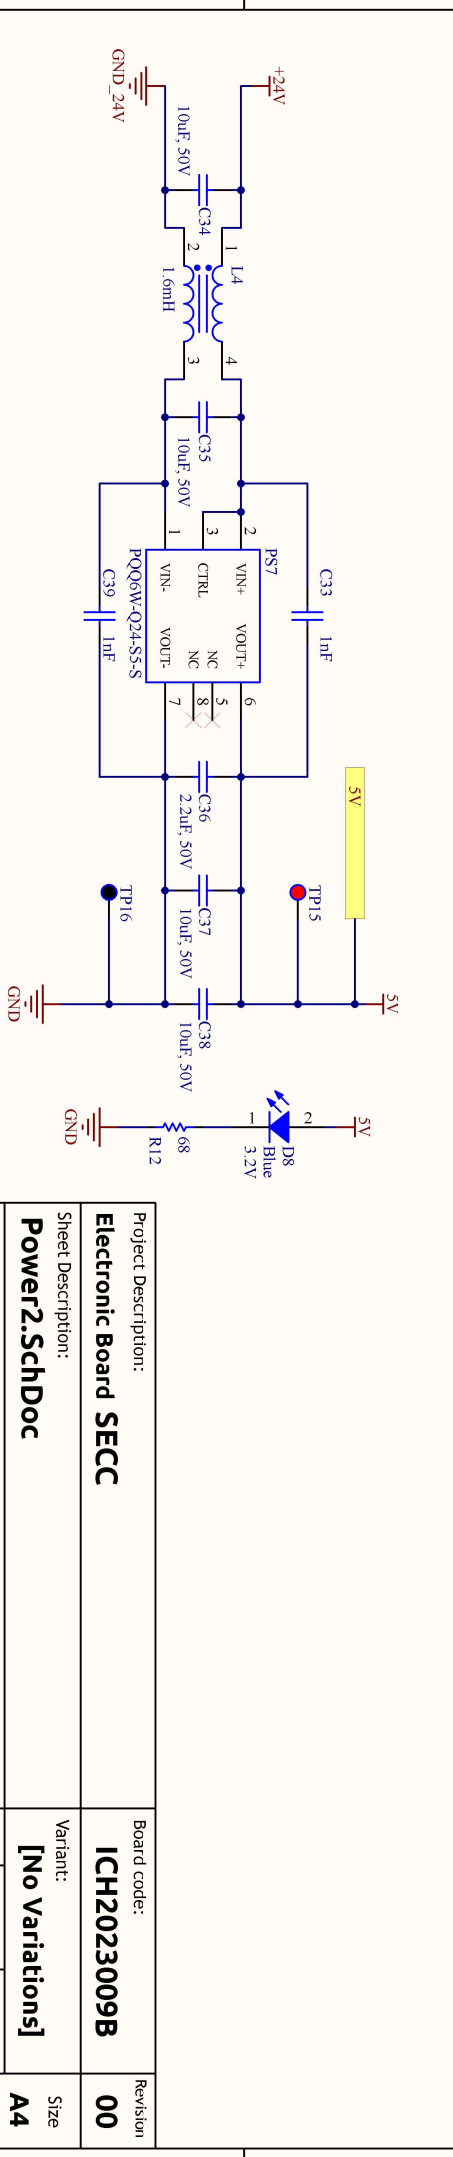 +24V
GND_24V
10uF, 50V
C34
1
2
L4
1.6mH
4
3
C35
10uF, 50V
C33
1nF
C39
1nF
PS7
2
3
1
VIN+
CTRL
VIN-
VOUT+
NC
NC
VOUT-
6
5
8
7
PQQ6W-Q24-S5-S
C36
2.2uF, 50V
C37
10uF, 50V
C38
10uF, 50V
5V
TP15
TP16
5V
GND
5V
2
1
D8
Blue
3.2V
68
R12
GND
Project Description:
Electronic Board SECC
Board code:
ICH2023009B
Revision
00
Sheet Description:
Power2.SchDoc
Variant:
[No Variations]
Size
A4